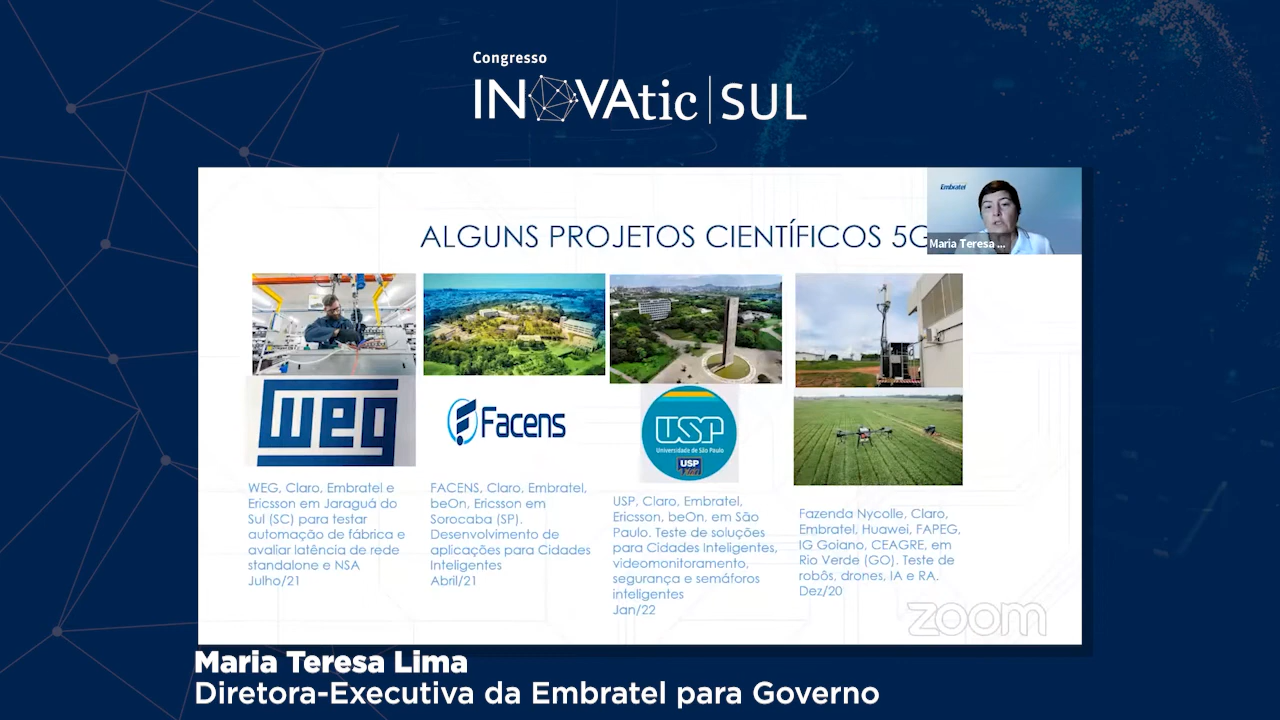 Congresso
INOVAtic | SUL
Embratel
Maria Teresa ...
ALGUNS PROJETOS CIENTÍFICOS 5G
weg
Facens
USP
Universidade de São Paulo
USP
WEG, Claro, Embratel e
Ericsson em Jaraguá do
Sul (SC) para testar
automação de fábrica e
avaliar latência de rede
standalone e NSA
Julho/21
FACENS, Claro, Embratel,
beOn, Ericsson em
Sorocaba (SP).
Desenvolvimento de
aplicações para Cidades
Inteligentes
Abril/21
USP, Claro, Embratel,
Ericsson, beOn, em São
Paulo. Teste de soluções
para Cidades Inteligentes,
videomonitoramento,
segurança e semáforos
inteligentes
Jan/22
Fazenda Nycolle, Claro,
Embratel, Huawei, FAPEG,
IG Goiano, CEAGRE, em
Rio Verde (GO). Teste de
robôs, drones, IA e RA.
Dez/20
zoom
Maria Teresa Lima
Diretora-Executiva da Embratel para Governo